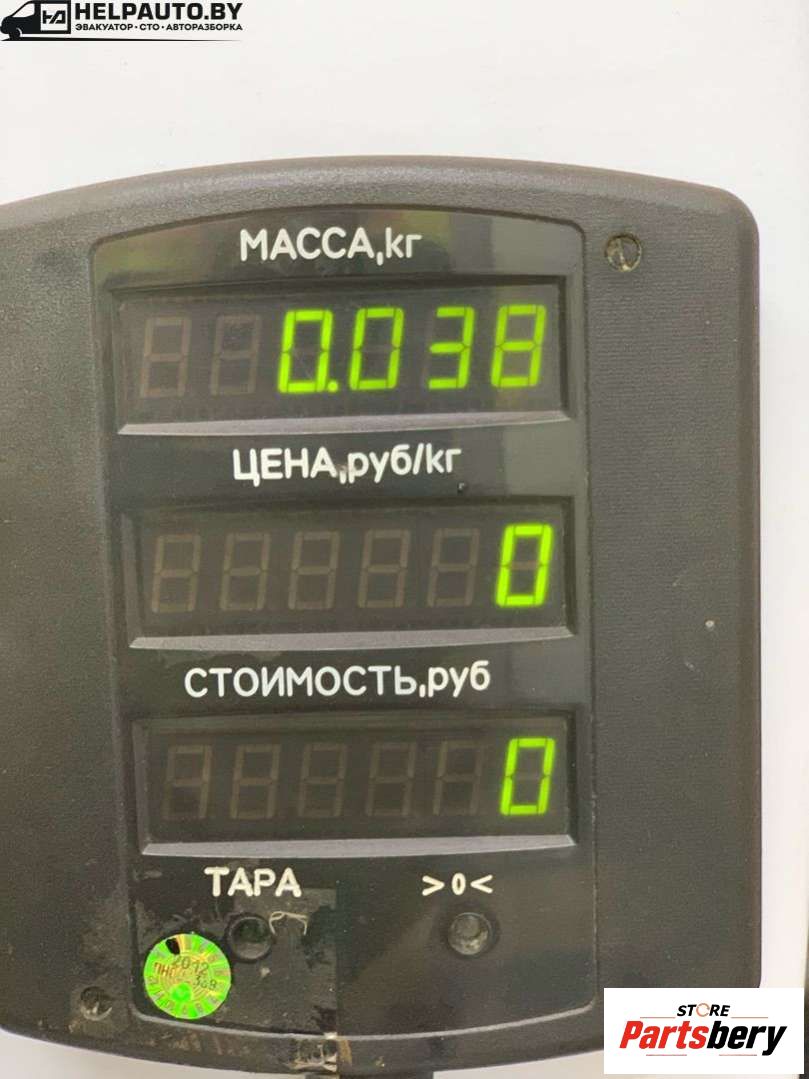 HELPAUTO.BY
ЭВАКУАТОР • СТО • АВТОРАЗБОРКА
МАССА,кг
0.038
ЦЕНА,руб/кг
0
СТОИМОСТЬ,руб
0
ТАРА >0<
2012
STORE
Partsbery